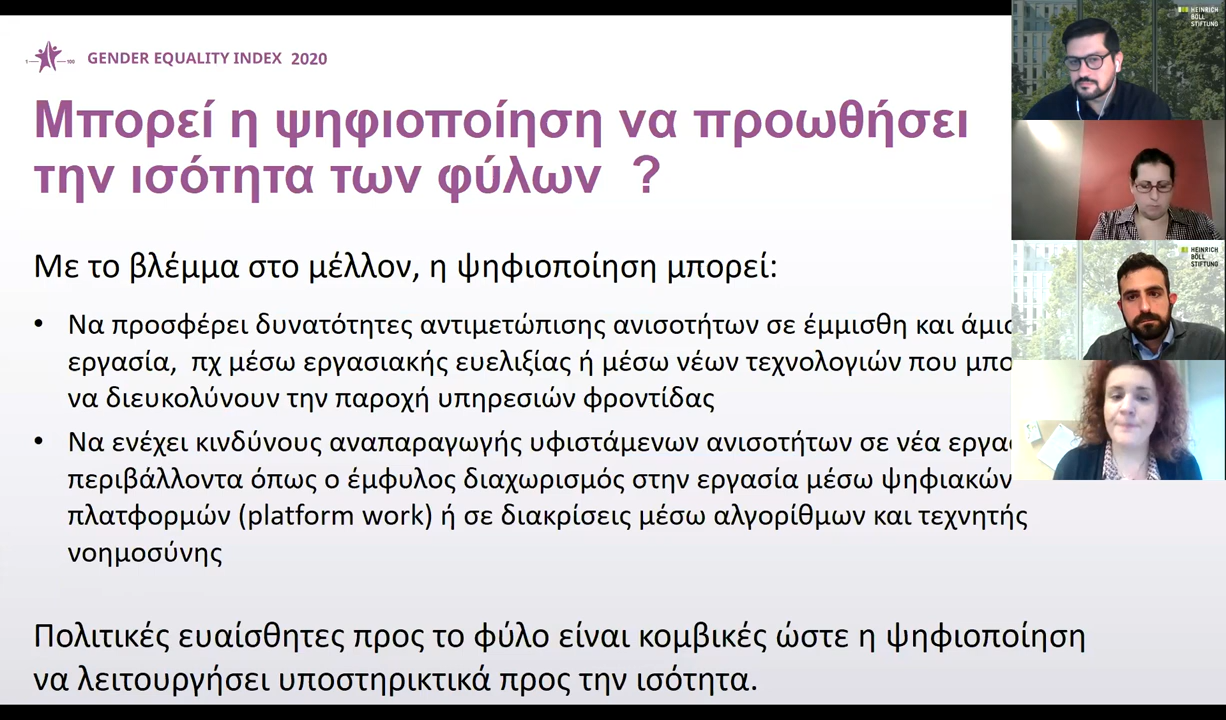 GENDER EQUALITY INDEX 2020
1 100
Μπορεί η ψηφιοποίηση να προωθήσει
την ισότητα των φύλων ?
Με το βλέμμα στο μέλλον, η ψηφιοποίηση μπορεί:
• Να προσφέρει δυνατότητες αντιμετώπισης ανισοτήτων σε έμμισθη και
εργασία, πχ μέσω εργασιακής ευελιξίας ή μέσω νέων τεχνολογιών που
να διευκολύνουν την παροχή υπηρεσιών φροντίδας
• Να ενέχει κινδύνους αναπαραγωγής υφιστάμενων ανισοτήτων σε νέα
περιβάλλοντα όπως ο έμφυλος διαχωρισμός στην εργασία μέσω ψηφιακών
πλατφορμών (platform work) ή σε διακρίσεις μέσω αλγορίθμων και τεχνητής
νοημοσύνης
Πολιτικές ευαίσθητες προς το φύλο είναι κομβικές ώστε η ψηφιοποίηση
να λειτουργήσει υποστηρικτικά προς την ισότητα.
HEINRICH
BÖLL
STIFTUNG
HEINRICH
BÖLL
STIFTUNG